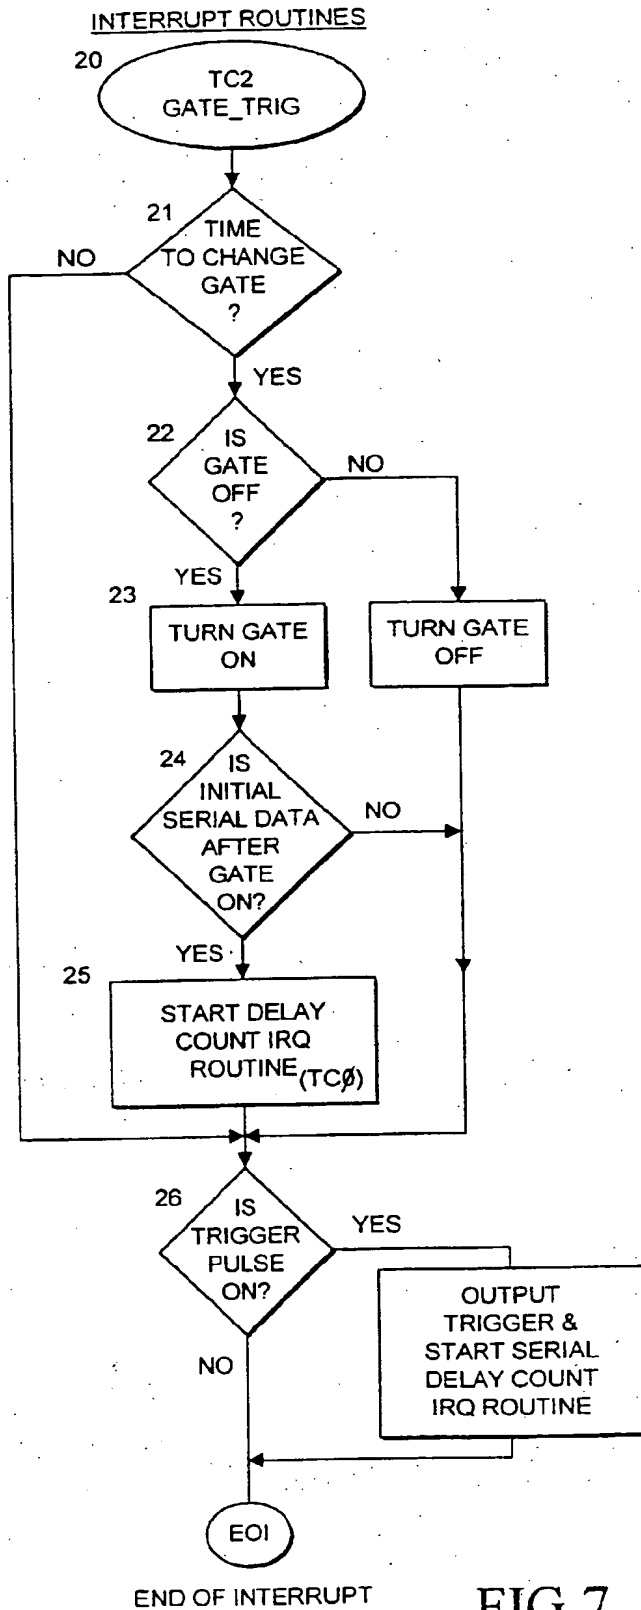 INTERRUPT ROUTINES
20
TC2
GATE_TRIG
21
TIME
TO CHANGE
GATE
?
NO
YES
22
IS
GATE
OFF
?
NO
YES
23
TURN GATE
ON
TURN GATE
OFF
24
IS
INITIAL
SERIAL DATA
AFTER
GATE
ON?
NO
YES
25
START DELAY
COUNT IRQ
ROUTINE (TCØ)
26
IS
TRIGGER
PULSE
ON?
YES
NO
OUTPUT
TRIGGER &
START SERIAL
DELAY COUNT
IRQ ROUTINE
EOI
END OF INTERRUPT
FIG 7